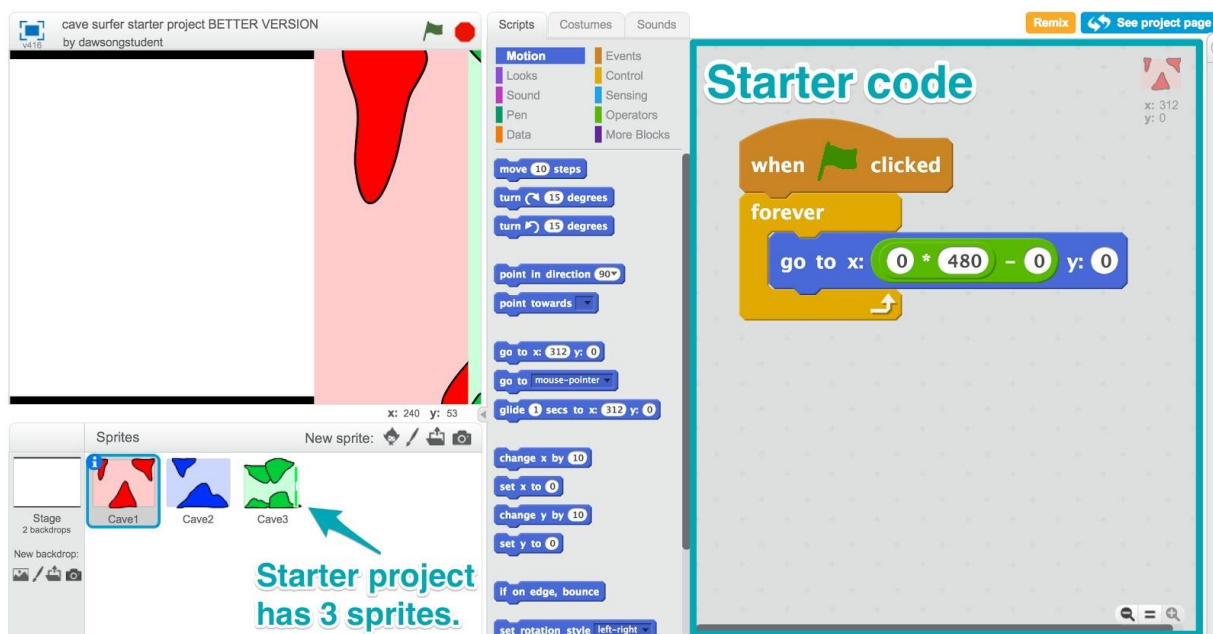 cave surfer starter project BETTER VERSION
by dawsongstudent
v416
x: 240 y: 53
Sprites
New sprite:
Stage
2 backdrops
New backdrop:
Cave1
Cave2
Cave3
Starter project
has 3 sprites.
Scripts
Costumes
Sounds
Motion
Events
Looks
Control
Sound
Sensing
Pen
Operators
Data
More Blocks
move 10 steps
turn 15 degrees
turn 15 degrees
point in direction 90
point towards
go to x: 312 y: 0
go to mouse-pointer
glide 1 secs to x: 312 y: 0
change x by 10
set x to 0
change y by 10
set y to 0
if on edge, bounce
set rotation style left-right
Remix
See project page
Starter code
x: 312
y: 0
when clicked
forever
go to x: 0 * 480 - 0 y: 0